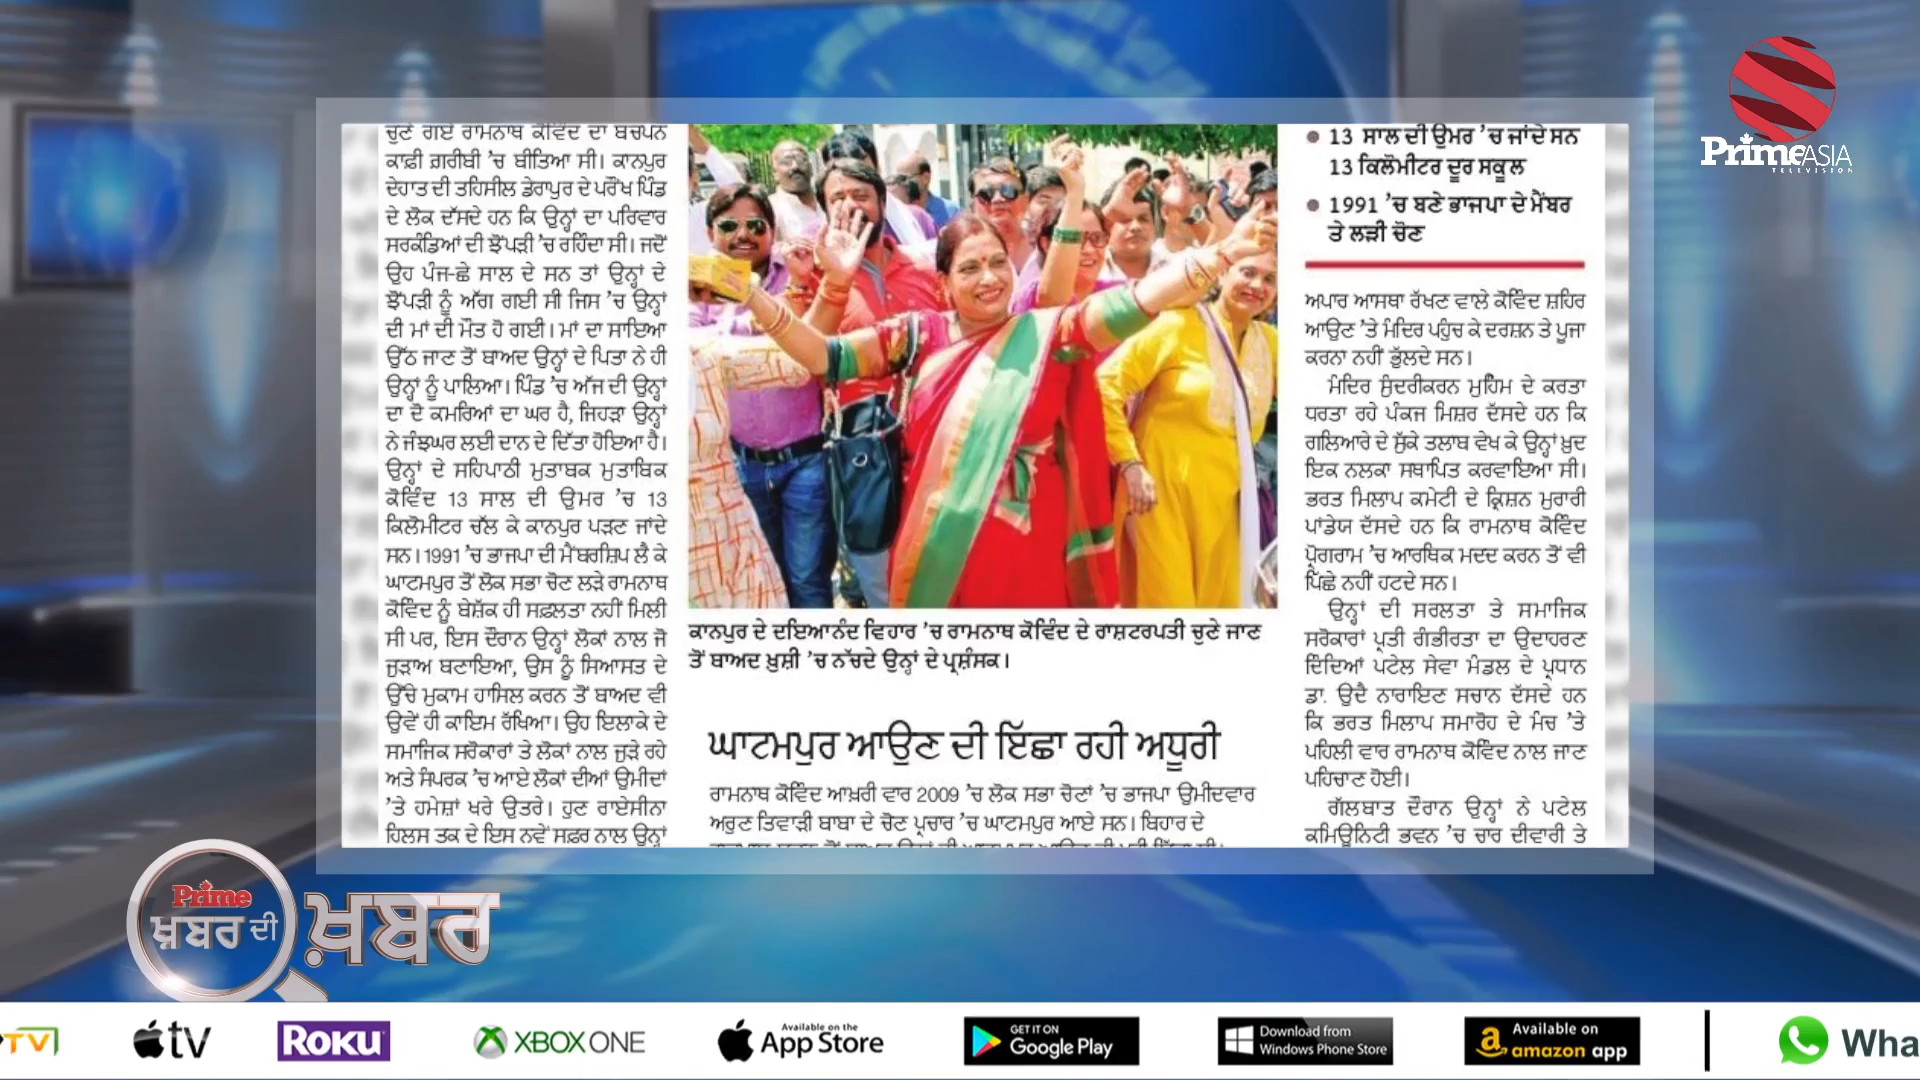 ਚੁਣੇ ਗਏ ਰਾਮਨਾਥ ਕੋਵਿੰਦ ਦਾ ਬਚਪਨ
ਕਾਫ਼ੀ ਗ਼ਰੀਬੀ 'ਚ ਬੀਤਿਆ ਸੀ। ਕਾਨਪੁਰ
ਦੇਹਾਤ ਦੀ ਤਹਿਸੀਲ ਡੇਰਾਪੁਰ ਦੇ ਪਰੌਖ ਪਿੰਡ
ਦੇ ਲੋਕ ਦੱਸਦੇ ਹਨ ਕਿ ਉਨ੍ਹਾਂ ਦਾ ਪਰਿਵਾਰ
ਸਰਕੰਡਿਆਂ ਦੀ ਝੌਂਪੜੀ 'ਚ ਰਹਿੰਦਾ ਸੀ। ਜਦੋਂ
ਉਹ ਪੰਜ-ਛੇ ਸਾਲ ਦੇ ਸਨ ਤਾਂ ਉਨ੍ਹਾਂ ਦੇ
ਝੌਂਪੜੀ ਨੂੰ ਅੱਗ ਗਈ ਸੀ ਜਿਸ 'ਚ ਉਨ੍ਹਾਂ
ਦੀ ਮਾਂ ਦੀ ਮੌਤ ਹੋ ਗਈ। ਮਾਂ ਦਾ ਸਾਇਆ
ਉੱਠ ਜਾਣ ਤੋਂ ਬਾਅਦ ਉਨ੍ਹਾਂ ਦੇ ਪਿਤਾ ਨੇ ਹੀ
ਉਨ੍ਹਾਂ ਨੂੰ ਪਾਲਿਆ। ਪਿੰਡ 'ਚ ਅੱਜ ਦੀ ਉਨ੍ਹਾਂ
ਦਾ ਦੋ ਕਮਰਿਆਂ ਦਾ ਘਰ ਹੈ, ਜਿਹੜਾ ਉਨ੍ਹਾਂ
ਨੇ ਜੰਝਘਰ ਲਈ ਦਾਨ ਦੇ ਦਿੱਤਾ ਹੋਇਆ ਹੈ।
ਉਨ੍ਹਾਂ ਦੇ ਸਹਿਪਾਠੀ ਮੁਤਾਬਕ ਮੁਤਾਬਿਕ
ਕੋਵਿੰਦ 13 ਸਾਲ ਦੀ ਉਮਰ 'ਚ 13
ਕਿਲੋਮੀਟਰ ਚੱਲ ਕੇ ਕਾਨਪੁਰ ਪੜਣ ਜਾਂਦੇ
ਸਨ। 1991 'ਚ ਭਾਜਪਾ ਦੀ ਮੈਂਬਰਸ਼ਿਪ ਲੈ ਕੇ
ਘਾਟਮਪੁਰ ਤੋਂ ਲੋਕ ਸਭਾ ਚੋਣ ਲੜੇ ਰਾਮਨਾਥ
ਕੋਵਿੰਦ ਨੂੰ ਬੇਸ਼ੱਕ ਹੀ ਸਫ਼ਲਤਾ ਨਹੀਂ ਮਿਲੀ
ਸੀ ਪਰ, ਇਸ ਦੌਰਾਨ ਉਨ੍ਹਾਂ ਲੋਕਾਂ ਨਾਲ ਜੋ
ਜੁੜਾਅ ਬਣਾਇਆ, ਉਸ ਨੂੰ ਸਿਆਸਤ ਦੇ
ਉੱਚੇ ਮੁਕਾਮ ਹਾਸਿਲ ਕਰਨ ਤੋਂ ਬਾਅਦ ਵੀ
ਉਵੇਂ ਹੀ ਕਾਇਮ ਰੱਖਿਆ। ਉਹ ਇਲਾਕੇ ਦੇ
ਸਮਾਜਿਕ ਸਰੋਕਾਰਾਂ ਤੇ ਲੋਕਾਂ ਨਾਲ ਜੁੜੇ ਰਹੇ
ਅਤੇ ਸੰਪਰਕ 'ਚ ਆਏ ਲੋਕਾਂ ਦੀਆਂ ਉਮੀਦਾਂ
'ਤੇ ਹਮੇਸ਼ਾਂ ਖਰੇ ਉਤਰੇ। ਹੁਣ ਰਾਏਸੀਨਾ
ਹਿਲਸ ਤਕ ਦੇ ਇਸ ਨਵੇਂ ਸਫ਼ਰ ਨਾਲ ਉਨ੍ਹਾਂ
ਕਾਨਪੁਰ ਦੇ ਦਇਆਨੰਦ ਵਿਹਾਰ 'ਚ ਰਾਮਨਾਥ ਕੋਵਿੰਦ ਦੇ ਰਾਸ਼ਟਰਪਤੀ ਚੁਣੇ ਜਾਣ
ਤੋਂ ਬਾਅਦ ਖ਼ੁਸ਼ੀ 'ਚ ਨੱਚਦੇ ਉਨ੍ਹਾਂ ਦੇ ਪ੍ਰਸ਼ੰਸਕ।
ਘਾਟਮਪੁਰ ਆਉਣ ਦੀ ਇੱਛਾ ਰਹੀ ਅਧੂਰੀ
ਰਾਮਨਾਥ ਕੋਵਿੰਦ ਆਖ਼ਰੀ ਵਾਰ 2009 'ਚ ਲੋਕ ਸਭਾ ਚੋਣਾਂ 'ਚ ਭਾਜਪਾ ਉਮੀਦਵਾਰ
ਅਰੁਣ ਤਿਵਾੜੀ ਬਾਬਾ ਦੇ ਚੋਣ ਪ੍ਰਚਾਰ 'ਚ ਘਾਟਮਪੁਰ ਆਏ ਸਨ। ਬਿਹਾਰ ਦੇ
• 13 ਸਾਲ ਦੀ ਉਮਰ 'ਚ ਜਾਂਦੇ ਸਨ
13 ਕਿਲੋਮੀਟਰ ਦੂਰ ਸਕੂਲ
• 1991 'ਚ ਬਣੇ ਭਾਜਪਾ ਦੇ ਮੈਂਬਰ
ਤੇ ਲੜੀ ਚੋਣ
ਅਪਾਰ ਆਸਥਾ ਰੱਖਣ ਵਾਲੇ ਕੋਵਿੰਦ ਸ਼ਹਿਰ
ਆਉਣ 'ਤੇ ਮੰਦਿਰ ਪਹੁੰਚ ਕੇ ਦਰਸ਼ਨ ਤੇ ਪੂਜਾ
ਕਰਨਾ ਨਹੀਂ ਭੁੱਲਦੇ ਸਨ।
ਮੰਦਿਰ ਸੁੰਦਰੀਕਰਨ ਮੁਹਿੰਮ ਦੇ ਕਰਤਾ
ਧਰਤਾ ਰਹੇ ਪੰਕਜ ਮਿਸ਼ਰ ਦੱਸਦੇ ਹਨ ਕਿ
ਗਲਿਆਰੇ ਦੇ ਸੁੱਕੇ ਤਲਾਬ ਵੇਖ ਕੇ ਉਨ੍ਹਾਂ ਖ਼ੁਦ
ਇਕ ਨਲਕਾ ਸਥਾਪਿਤ ਕਰਵਾਇਆ ਸੀ।
ਭਰਤ ਮਿਲਾਪ ਕਮੇਟੀ ਦੇ ਕ੍ਰਿਸ਼ਨ ਮੁਰਾਰੀ
ਪਾਂਡੇਯ ਦੱਸਦੇ ਹਨ ਕਿ ਰਾਮਨਾਥ ਕੋਵਿੰਦ
ਪ੍ਰੋਗਰਾਮ 'ਚ ਆਰਥਿਕ ਮਦਦ ਕਰਨ ਤੋਂ ਵੀ
ਪਿੱਛੇ ਨਹੀਂ ਹਟਦੇ ਸਨ।
ਉਨ੍ਹਾਂ ਦੀ ਸਰਲਤਾ ਤੇ ਸਮਾਜਿਕ
ਸਰੋਕਾਰਾਂ ਪ੍ਰਤੀ ਗੰਭੀਰਤਾ ਦਾ ਉਦਾਹਰਣ
ਦਿੰਦਿਆਂ ਪਟੇਲ ਸੇਵਾ ਮੰਡਲ ਦੇ ਪ੍ਰਧਾਨ
ਡਾ. ਉਦੈ ਨਾਰਾਇਣ ਸਚਾਨ ਦੱਸਦੇ ਹਨ
ਕਿ ਭਰਤ ਮਿਲਾਪ ਸਮਾਰੋਹ ਦੇ ਮੰਚ 'ਤੇ
ਪਹਿਲੀ ਵਾਰ ਰਾਮਨਾਥ ਕੋਵਿੰਦ ਨਾਲ ਜਾਣ
ਪਹਿਚਾਣ ਹੋਈ।
ਗੱਲਬਾਤ ਦੌਰਾਨ ਉਨ੍ਹਾਂ ਨੇ ਪਟੇਲ
ਕਮਿਊਨਿਟੀ ਭਵਨ 'ਚ ਚਾਰ ਦੀਵਾਰੀ ਤੇ
PrimeASIA
TELEVISION
Prime
ਖ਼ਬਰ ਦੀ
ਖ਼ਬਰ
TV
tv
ROKU
XBOX ONE
Available on the
App Store
GET IT ON
Google Play
Download from
Windows Phone Store
Available on
amazon app
Wha